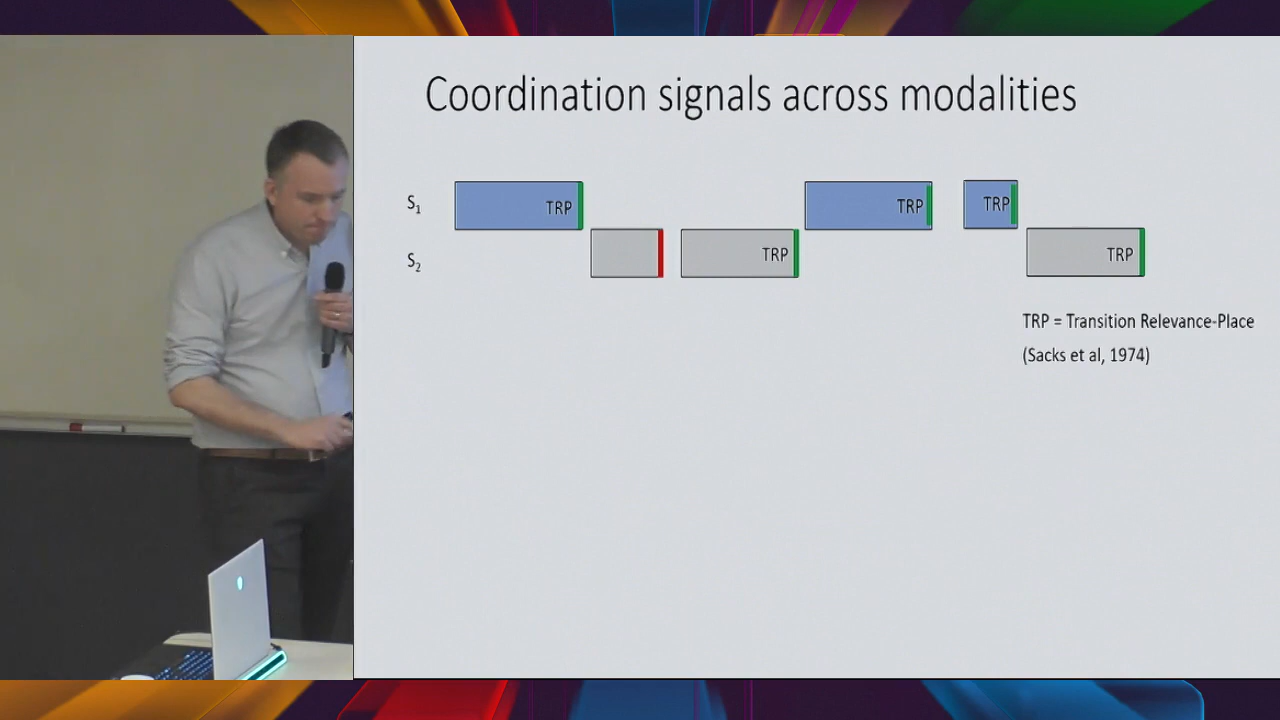 Coordination signals across modalities
S1
TRP
TRP
TRP
S2
TRP
TRP
TRP = Transition Relevance-Place
(Sacks et al, 1974)